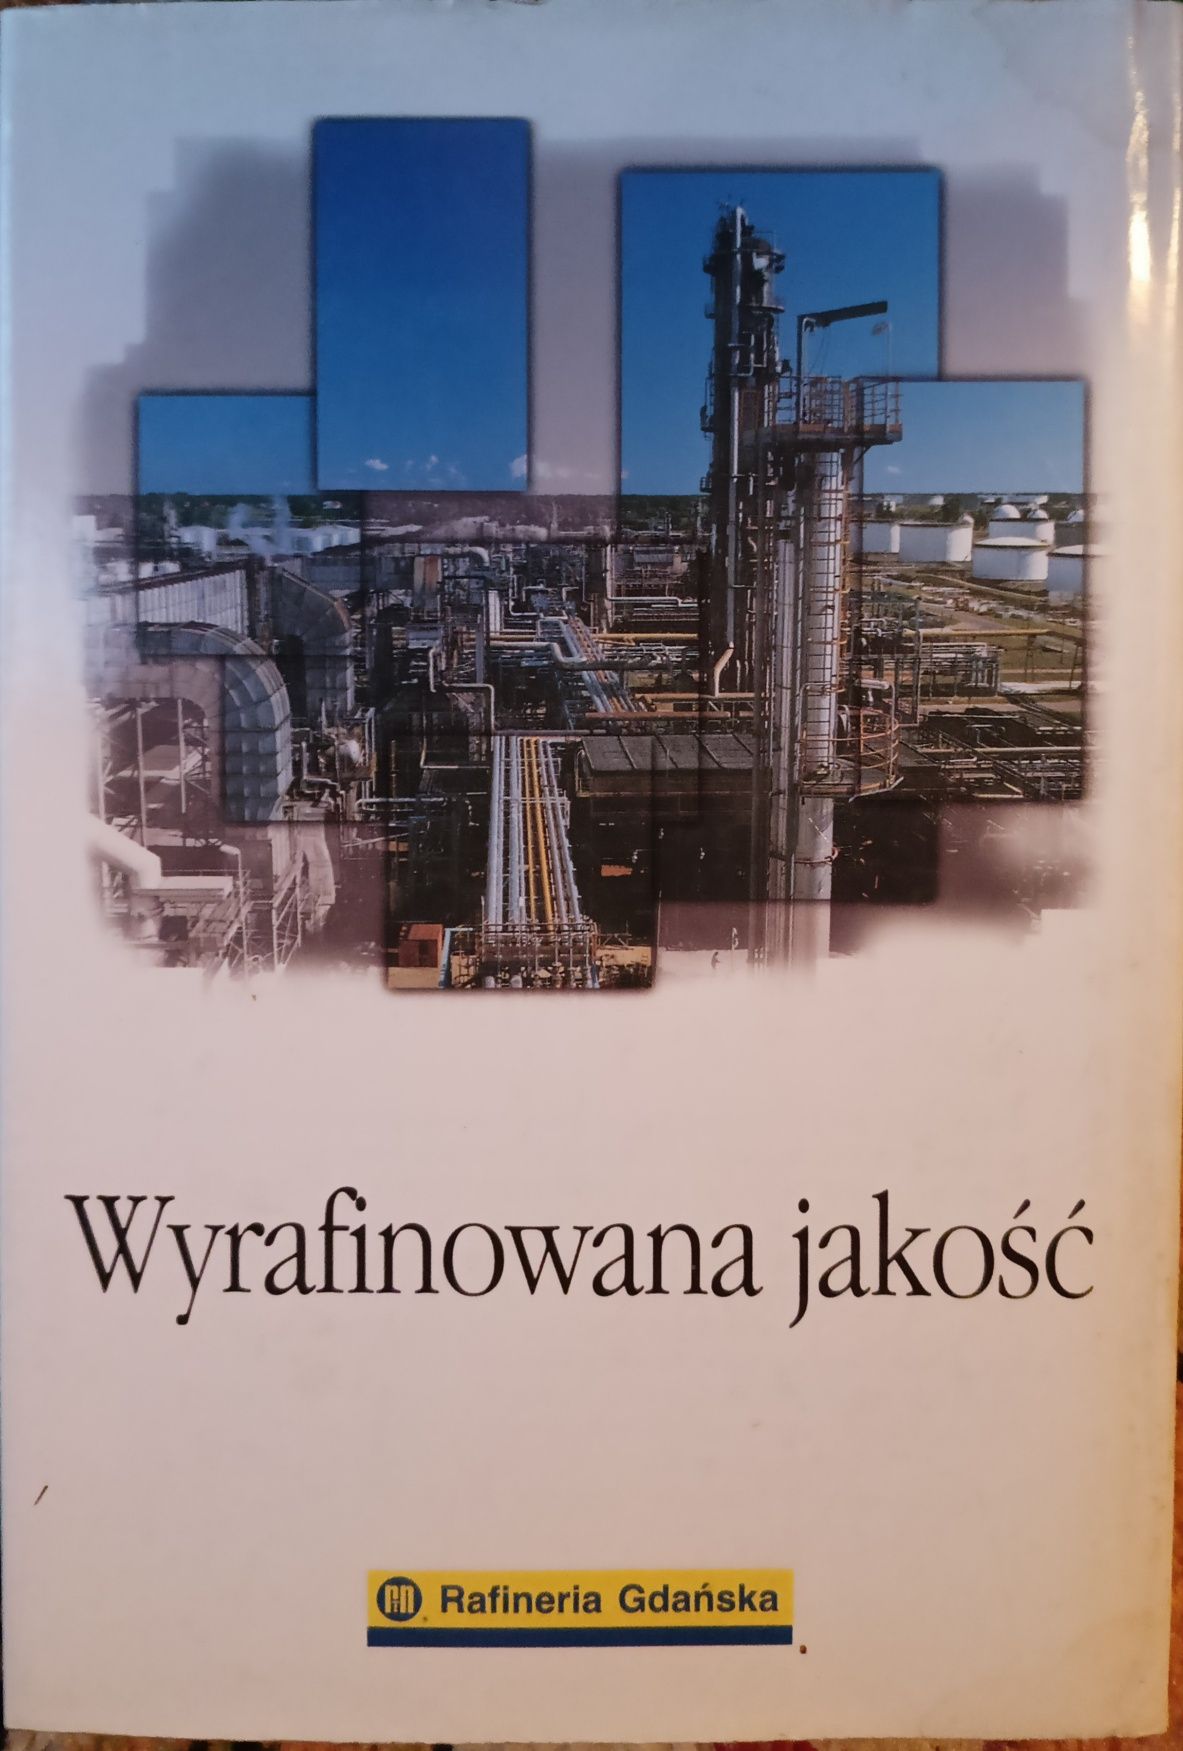 Wyrafinowana jakość
Rafineria Gdańska